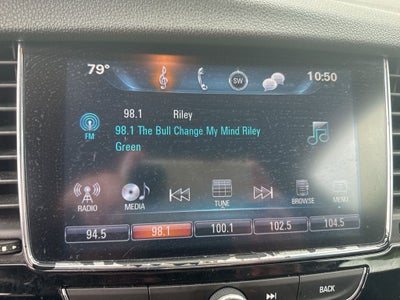 79° SW 10:50
98.1 Riley
98.1 The Bull Change My Mind Riley
Green
FM
RADIO MEDIA TUNE BROWSE MENU
94.5 98.1 100.1 102.5 104.5
BACK